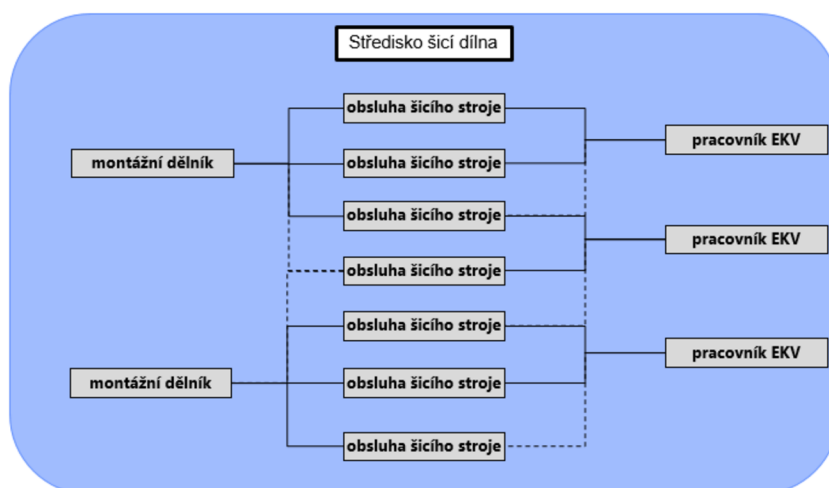 Středisko šicí dílna
obsluha šicího stroje
pracovník EKV
montážní dělník
obsluha šicího stroje
obsluha šicího stroje
pracovník EKV
obsluha šicího stroje
obsluha šicího stroje
pracovník EKV
montážní dělník
obsluha šicího stroje
obsluha šicího stroje